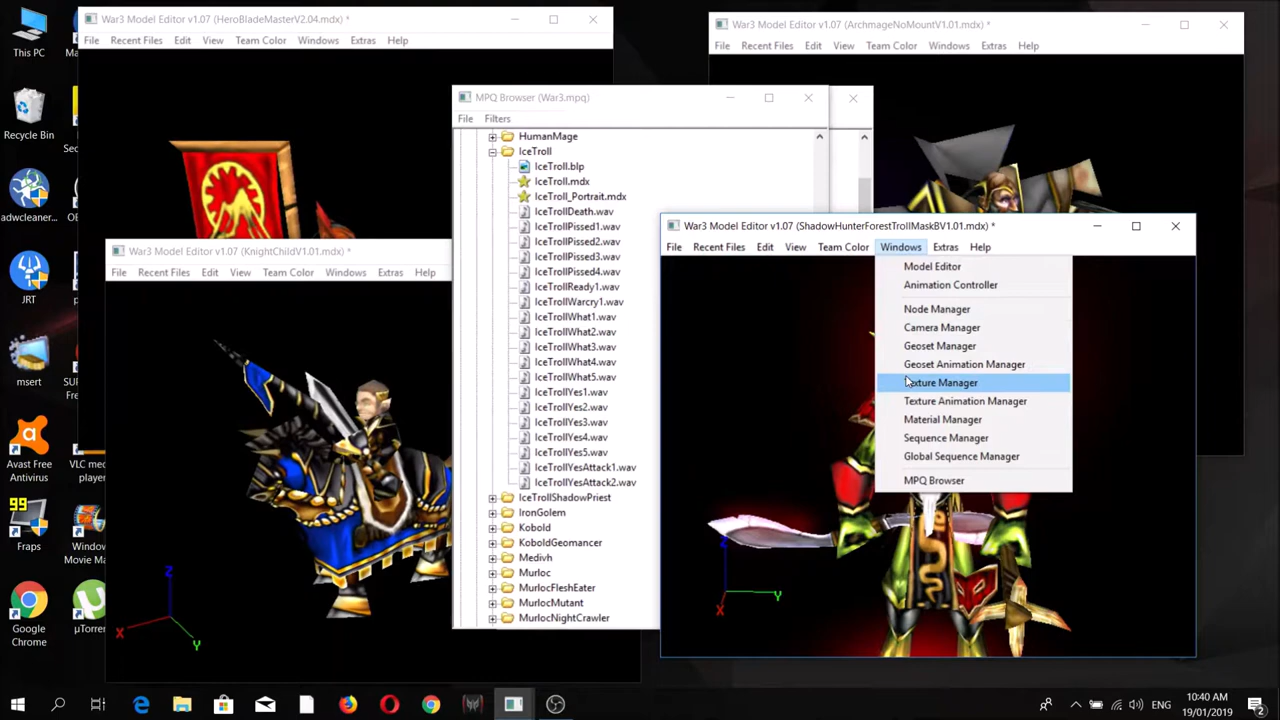 This PC
Recycle Bin
adwcleaner...
JRT
msert
Avast Free
Antivirus
VLC med
player
99
Fraps
Window
Movie Ma
Google
Chrome
µTorren
War3 Model Editor v1.07 (HeroBladeMasterV2.04.mdx) *
File Recent Files Edit View Team Color Windows Extras Help
War3 Model Editor v1.07 (ArchmageNoMountV1.01.mdx) *
File Recent Files Edit View Team Color Windows Extras Help
War3 Model Editor v1.07 (KnightChildV1.01.mdx) *
File Recent Files Edit View Team Color Windows Extras Help
Z
X
Y
MPQ Browser (War3.mpq)
File Filters
HumanMage
IceTroll
IceTroll.blp
IceTroll.mdx
IceTroll_Portrait.mdx
IceTrollDeath.wav
IceTrollPissed1.wav
IceTrollPissed2.wav
IceTrollPissed3.wav
IceTrollPissed4.wav
IceTrollReady1.wav
IceTrollWarcry1.wav
IceTrollWhat1.wav
IceTrollWhat2.wav
IceTrollWhat3.wav
IceTrollWhat4.wav
IceTrollWhat5.wav
IceTrollYes1.wav
IceTrollYes2.wav
IceTrollYes3.wav
IceTrollYes4.wav
IceTrollYes5.wav
IceTrollYesAttack1.wav
IceTrollYesAttack2.wav
IceTrollShadowPriest
IronGolem
Kobold
KoboldGeomancer
Medivh
Murloc
MurlocFleshEater
MurlocMutant
MurlocNightCrawler
War3 Model Editor v1.07 (ShadowHunterForestTrollMaskBV1.01.mdx) *
File Recent Files Edit View Team Color Windows Extras Help
Model Editor
Animation Controller
Node Manager
Camera Manager
Geoset Manager
Geoset Animation Manager
Texture Manager
Texture Animation Manager
Material Manager
Sequence Manager
Global Sequence Manager
MPQ Browser
Z
X
Y
ENG
10:40 AM
19/01/2019
2